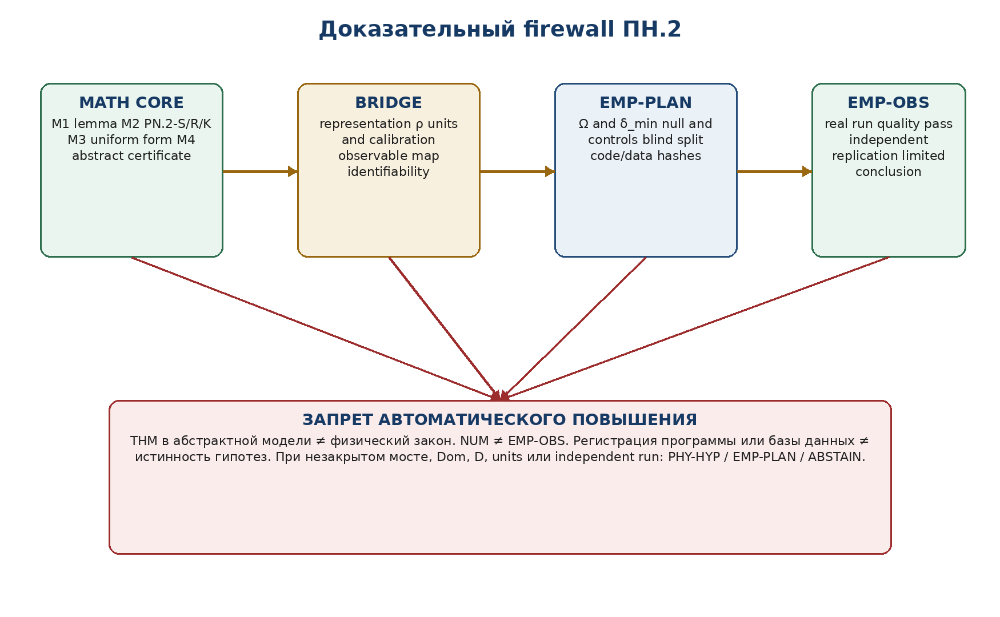 Доказательный firewall ПН.2
MATH CORE
M1 lemma M2 PN.2-S/R/K
M3 uniform form M4
abstract certificate
BRIDGE
representation ρ units
and calibration
observable map
identifiability
EMP-PLAN
Ω and δ_min null and
controls blind split
code/data hashes
EMP-OBS
real run quality pass
independent
replication limited
conclusion
ЗАПРЕТ АВТОМАТИЧЕСКОГО ПОВЫШЕНИЯ
THM в абстрактной модели ≠ физический закон. NUM ≠ EMP-OBS. Регистрация программы или базы данных ≠
истинность гипотез. При незакрытом мосте, Dom, D, units или independent run: PHY-HYP / EMP-PLAN / ABSTAIN.